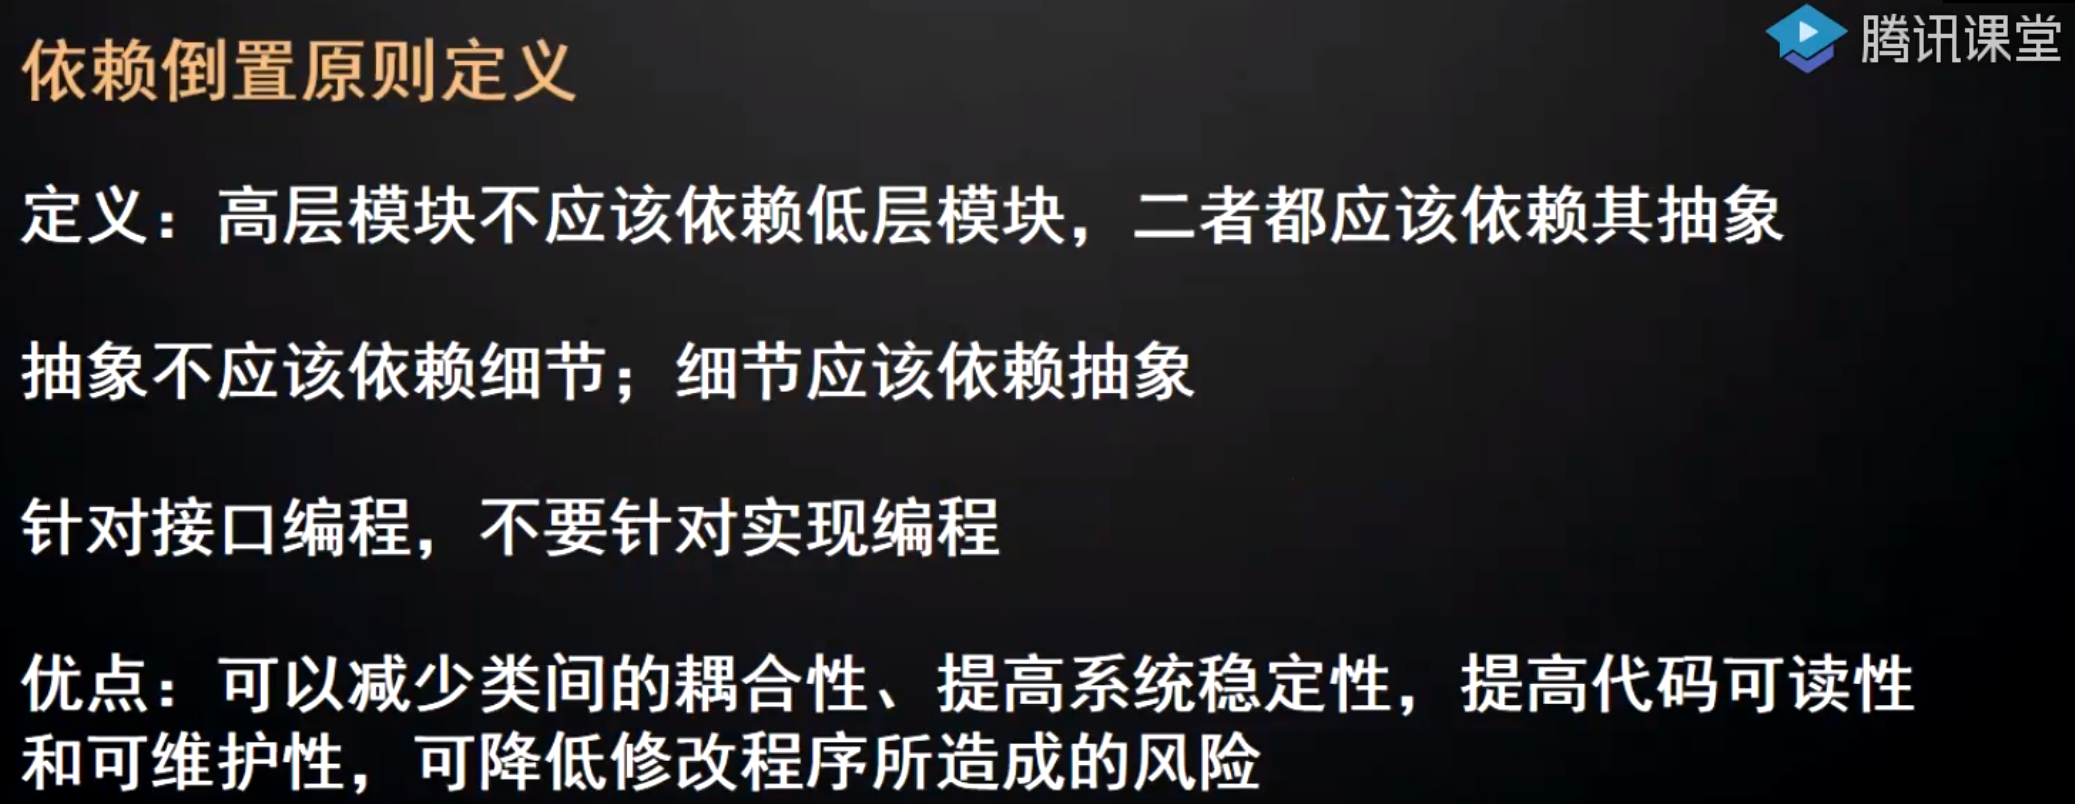 腾讯课堂
依赖倒置原则定义
定义：高层模块不应该依赖低层模块，二者都应该依赖其抽象
抽象不应该依赖细节；细节应该依赖抽象
针对接口编程，不要针对实现编程
优点：可以减少类间的耦合性、提高系统稳定性，提高代码可读性
和可维护性，可降低修改程序所造成的风险